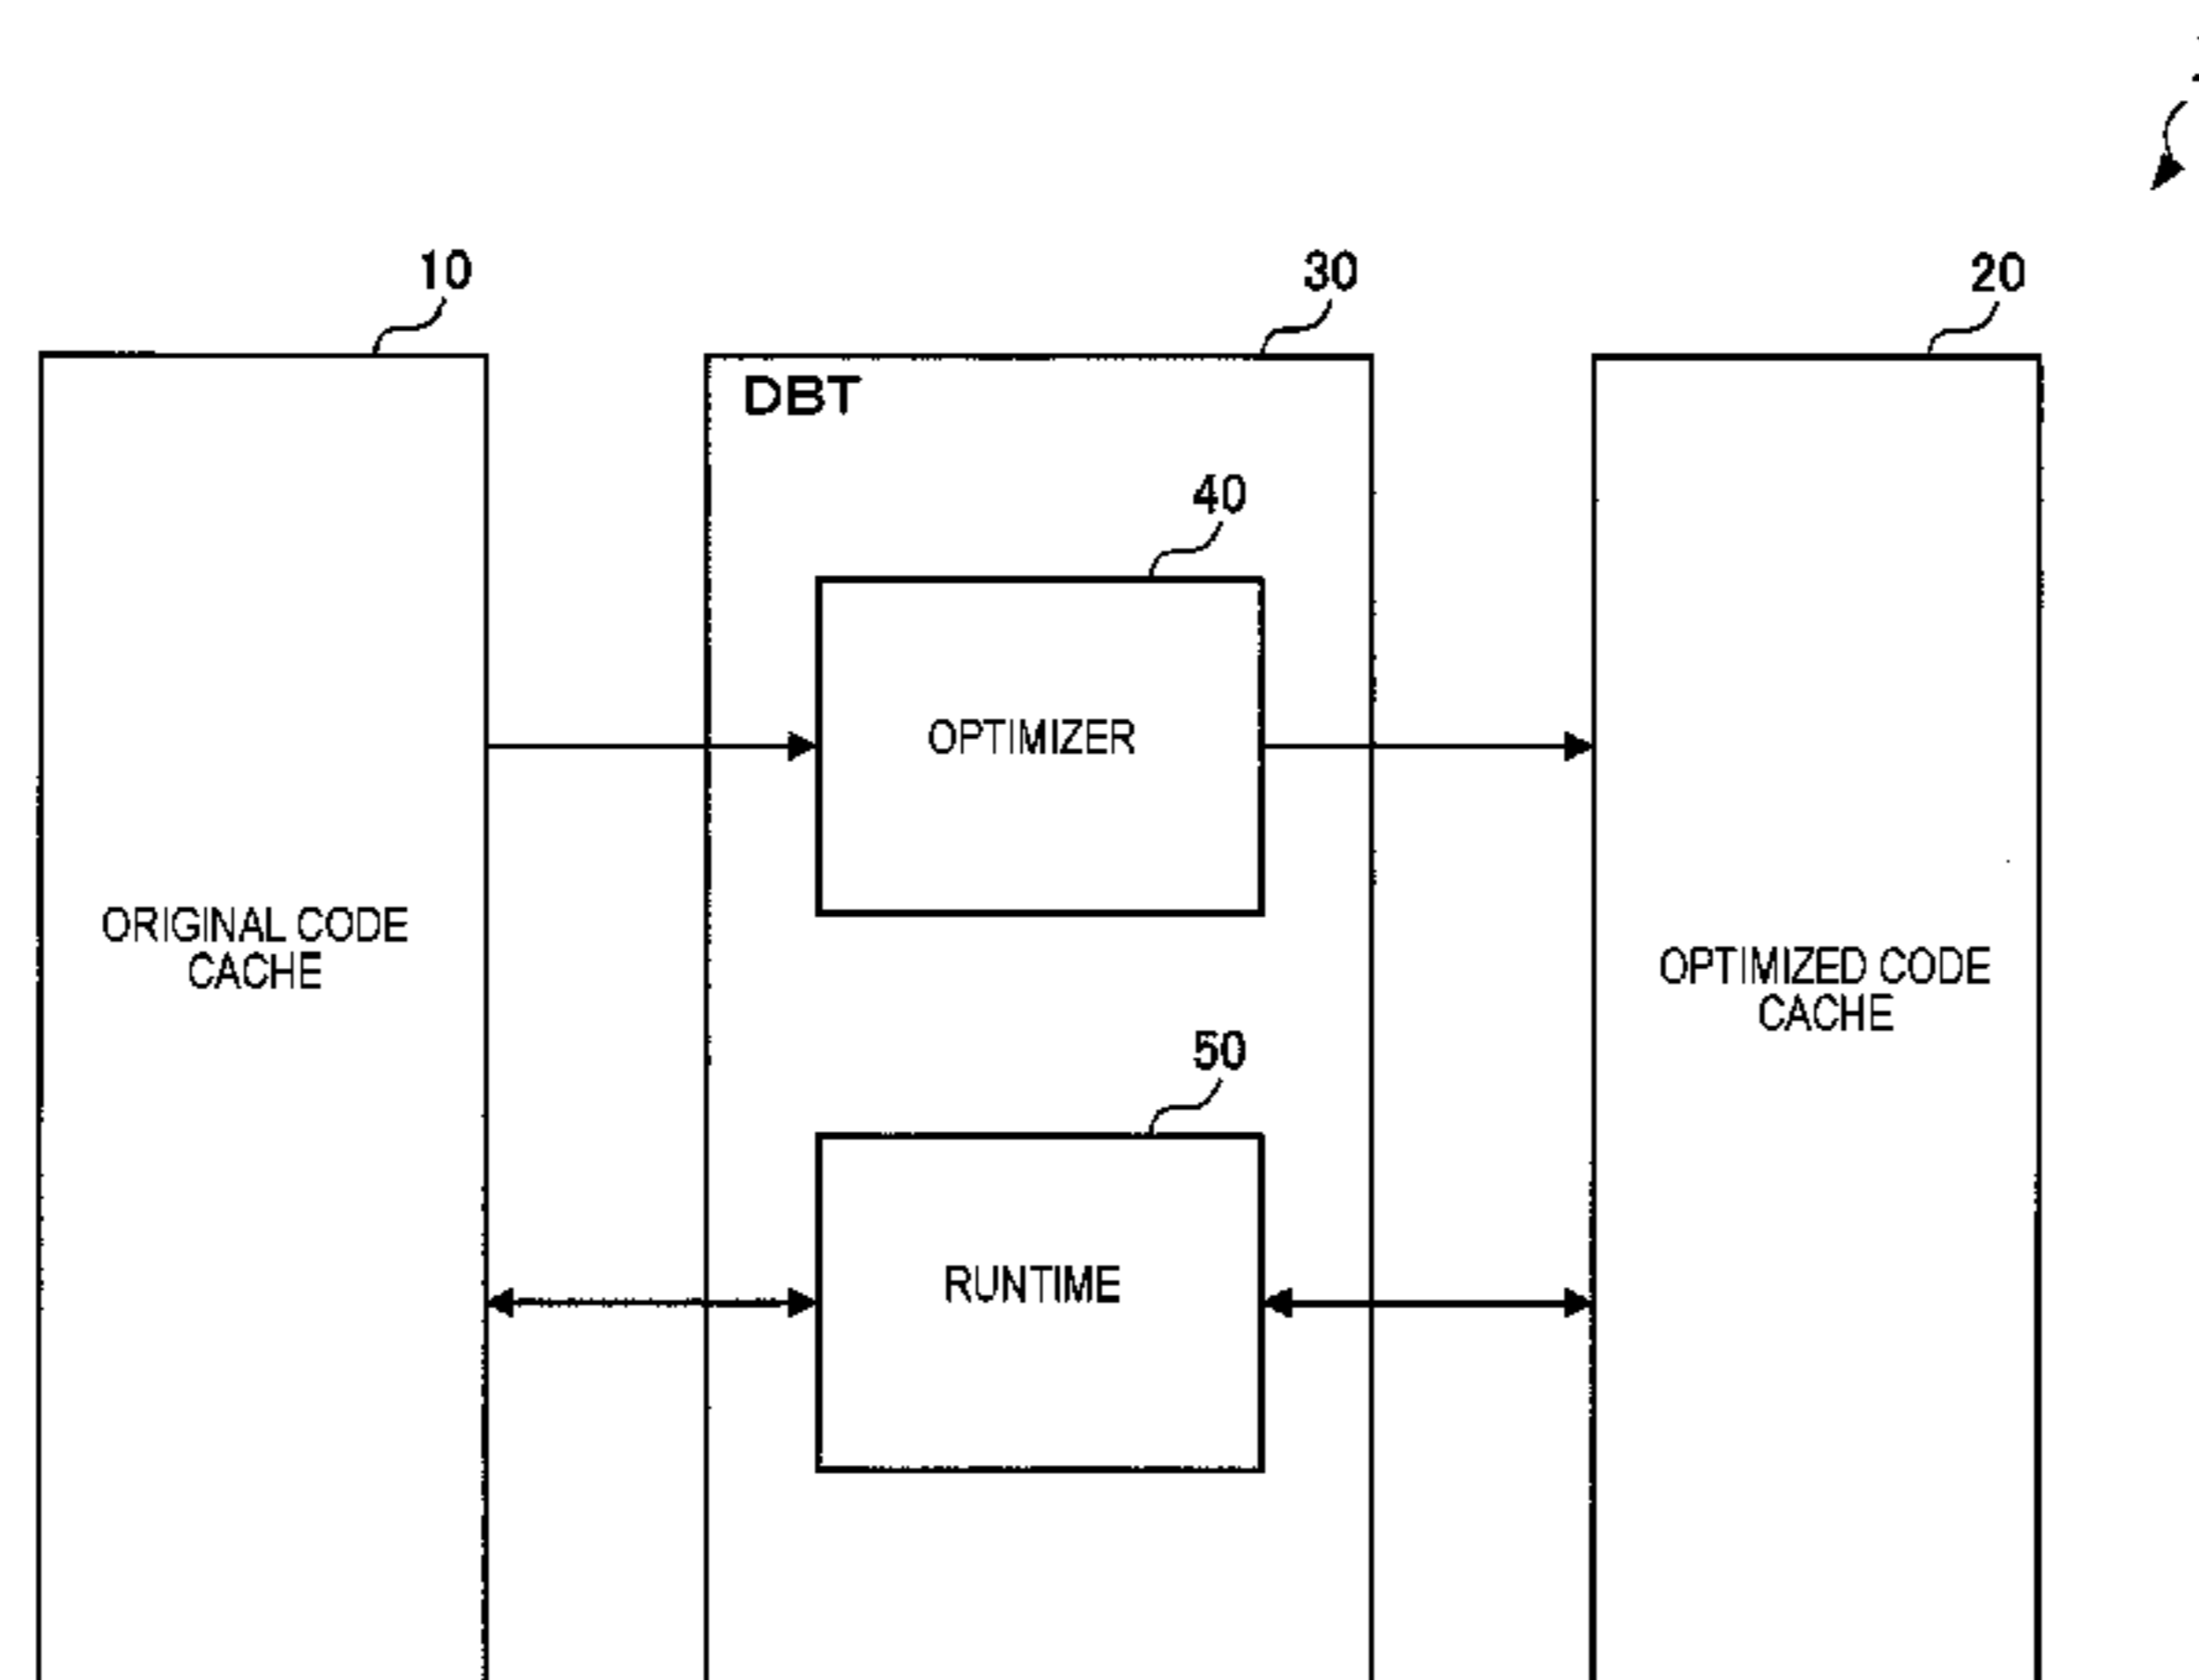 10
30
20
DBT
40
OPTIMIZER
ORIGINAL CODE
CACHE
OPTIMIZED CODE
CACHE
50
RUNTIME